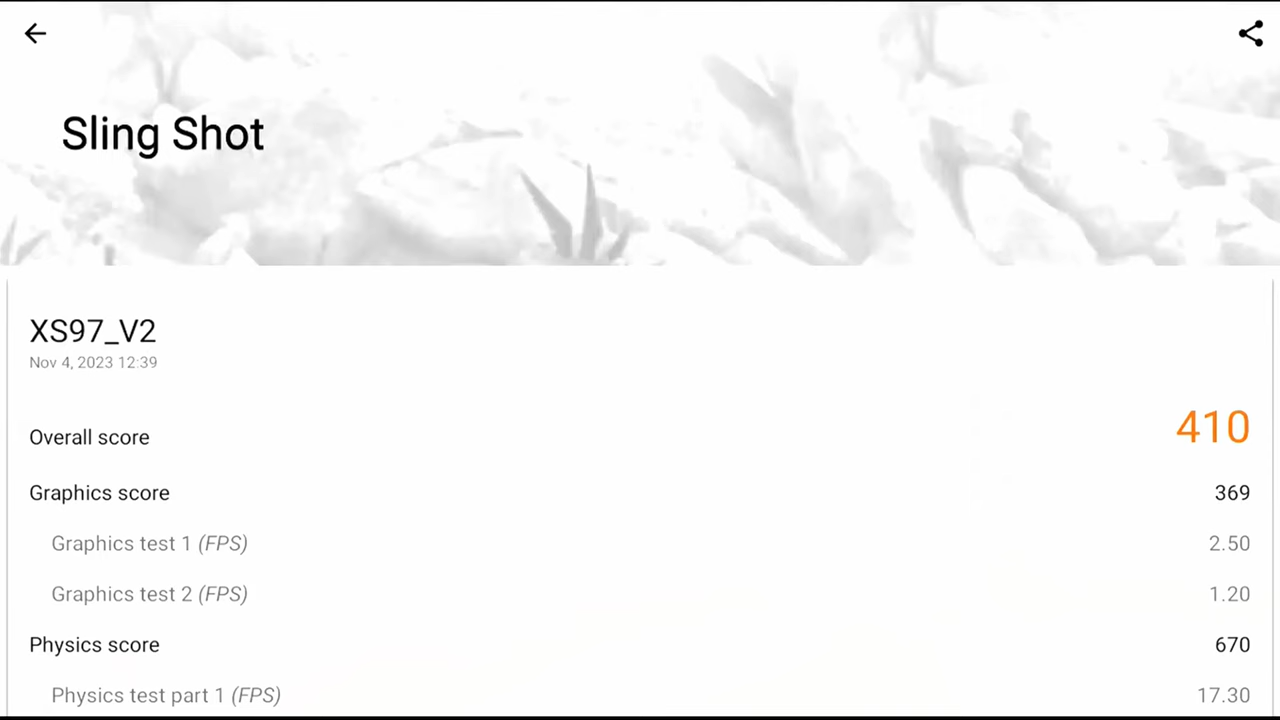 Sling Shot
XS97_V2
Nov 4, 2023 12:39
Overall score 410
Graphics score 369
Graphics test 1 (FPS) 2.50
Graphics test 2 (FPS) 1.20
Physics score 670
Physics test part 1 (FPS) 17.30